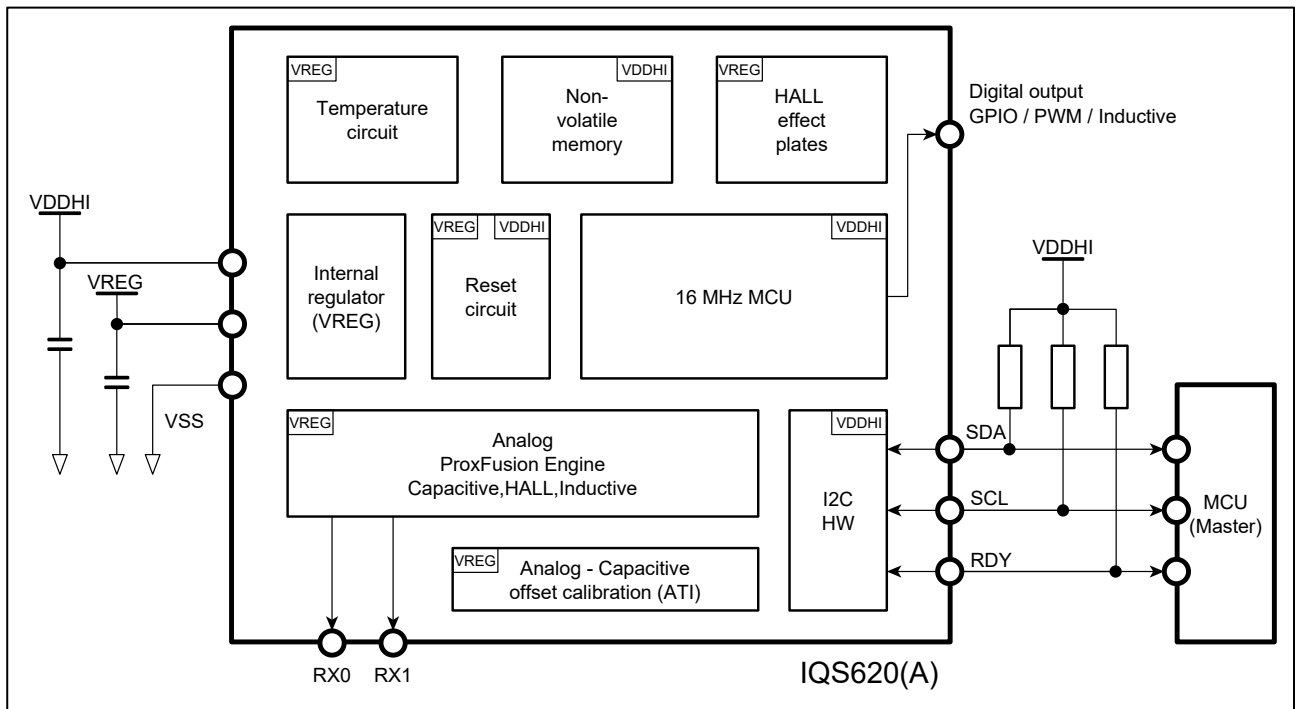 VREG
Temperature
circuit
VDDHI
Non-
volatile
memory
VREG
HALL
effect
plates
Digital output
GPIO / PWM / Inductive
VDDHI
VREG
VSS
Internal
regulator
(VREG)
VREG
VDDHI
Reset
circuit
VDDHI
16 MHz MCU
VDDHI
VREG
Analog
ProxFusion Engine
Capacitive,HALL,Inductive
VDDHI
I2C
HW
SDA
SCL
RDY
MCU
(Master)
VREG
Analog - Capacitive
offset calibration (ATI)
RX0
RX1
IQS620(A)